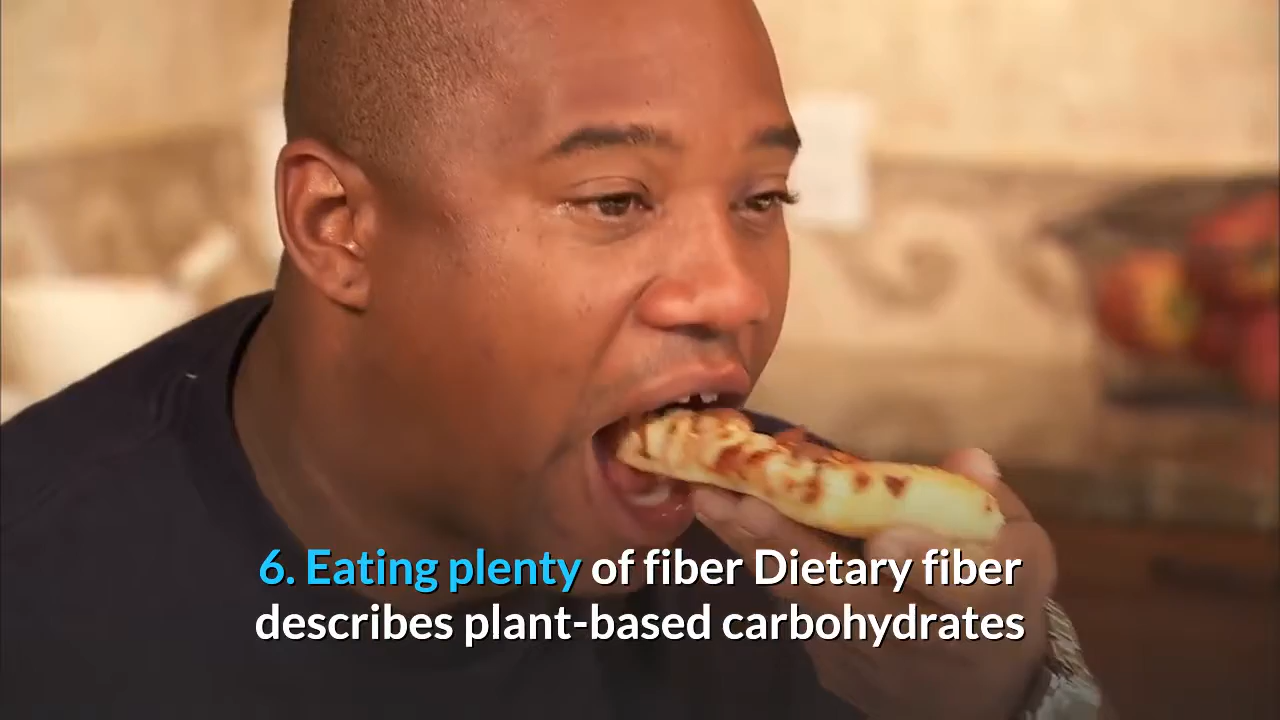 6. Eating plenty of fiber Dietary fiber
describes plant-based carbohydrates